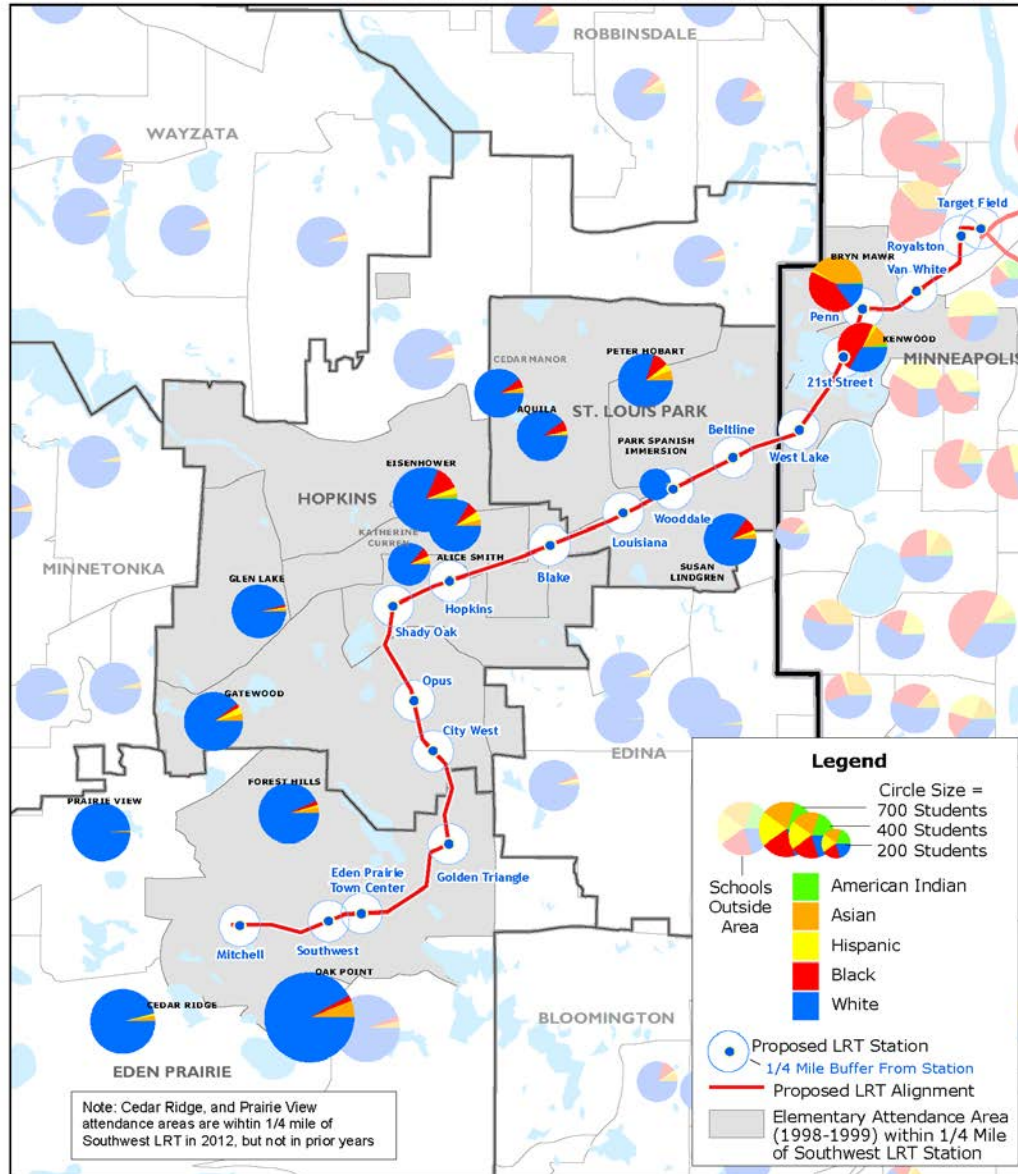 ROBBINSDALE
WAYZATA
Target Field
Royalston
BRYN MAWR
Van White
Penn
KENWOOD
MINNEAPOLIS
21st Street
CEDARMANOR
PETER HOBART
AQUILA
ST. LOUIS PARK
PARK SPANISH
IMMERSION
Beltline
West Lake
EISENHOWER
HOPKINS
Wooddale
KATHERINE
CURREN
Louisiana
MINNETONKA
ALICE SMITH
Blake
SUSAN
LINDGREN
GLEN LAKE
Hopkins
Shady Oak
Opus
GATEWOOD
City West
EDINA
FOREST HILLS
PRAIRIE VIEW
Golden Triangle
Eden Prairie
Town Center
Mitchell
Southwest
OAK POINT
CEDAR RIDGE
BLOOMINGTON
EDEN PRAIRIE
Note: Cedar Ridge, and Prairie View
attendance areas are wihtin 1/4 mile of
Southwest LRT in 2012, but not in prior years
Legend
Circle Size =
700 Students
400 Students
200 Students
Schools
Outside
Area
American Indian
Asian
Hispanic
Black
White
Proposed LRT Station
1/4 Mile Buffer From Station
Proposed LRT Alignment
Elementary Attendance Area
(1998-1999) within 1/4 Mile
of Southwest LRT Station